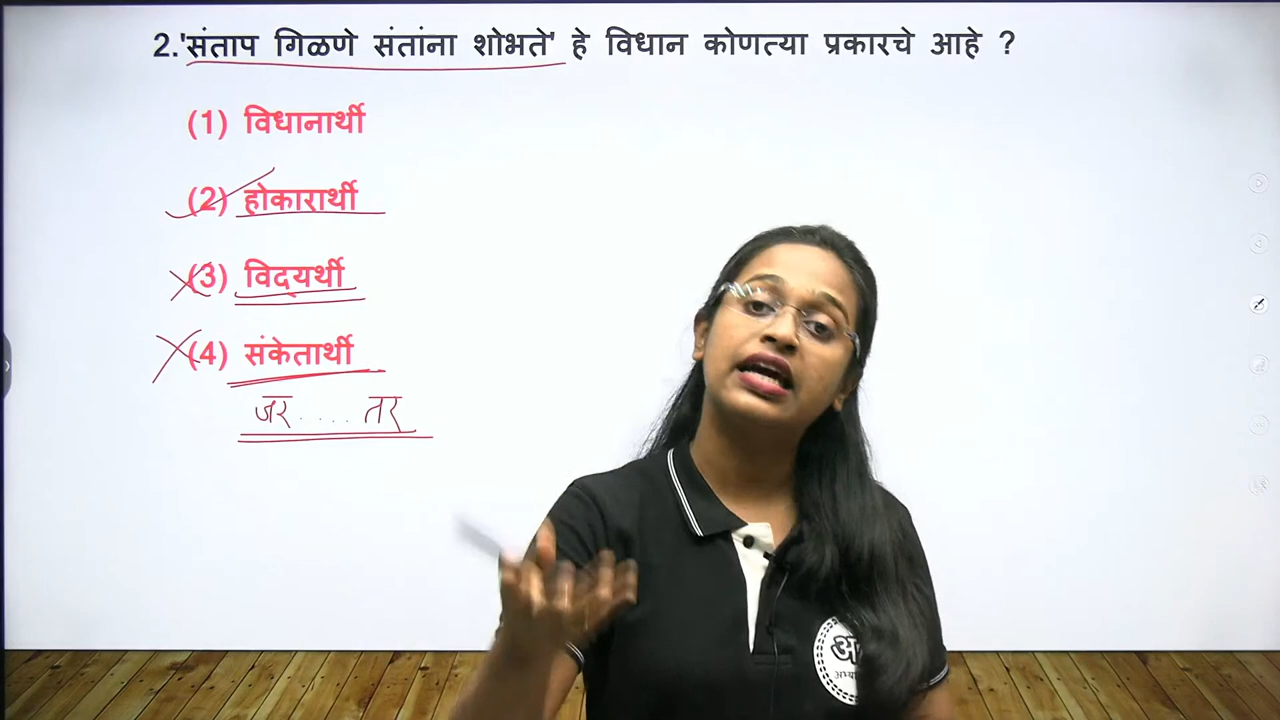 2.'संताप गिळणे संतांना शोभते' हे विधान कोणत्या प्रकारचे आहे ?
(1) विधानार्थी
(2) होकारार्थी
(3) विदयर्थी
(4) संकेतार्थी
जर.....तर
अ